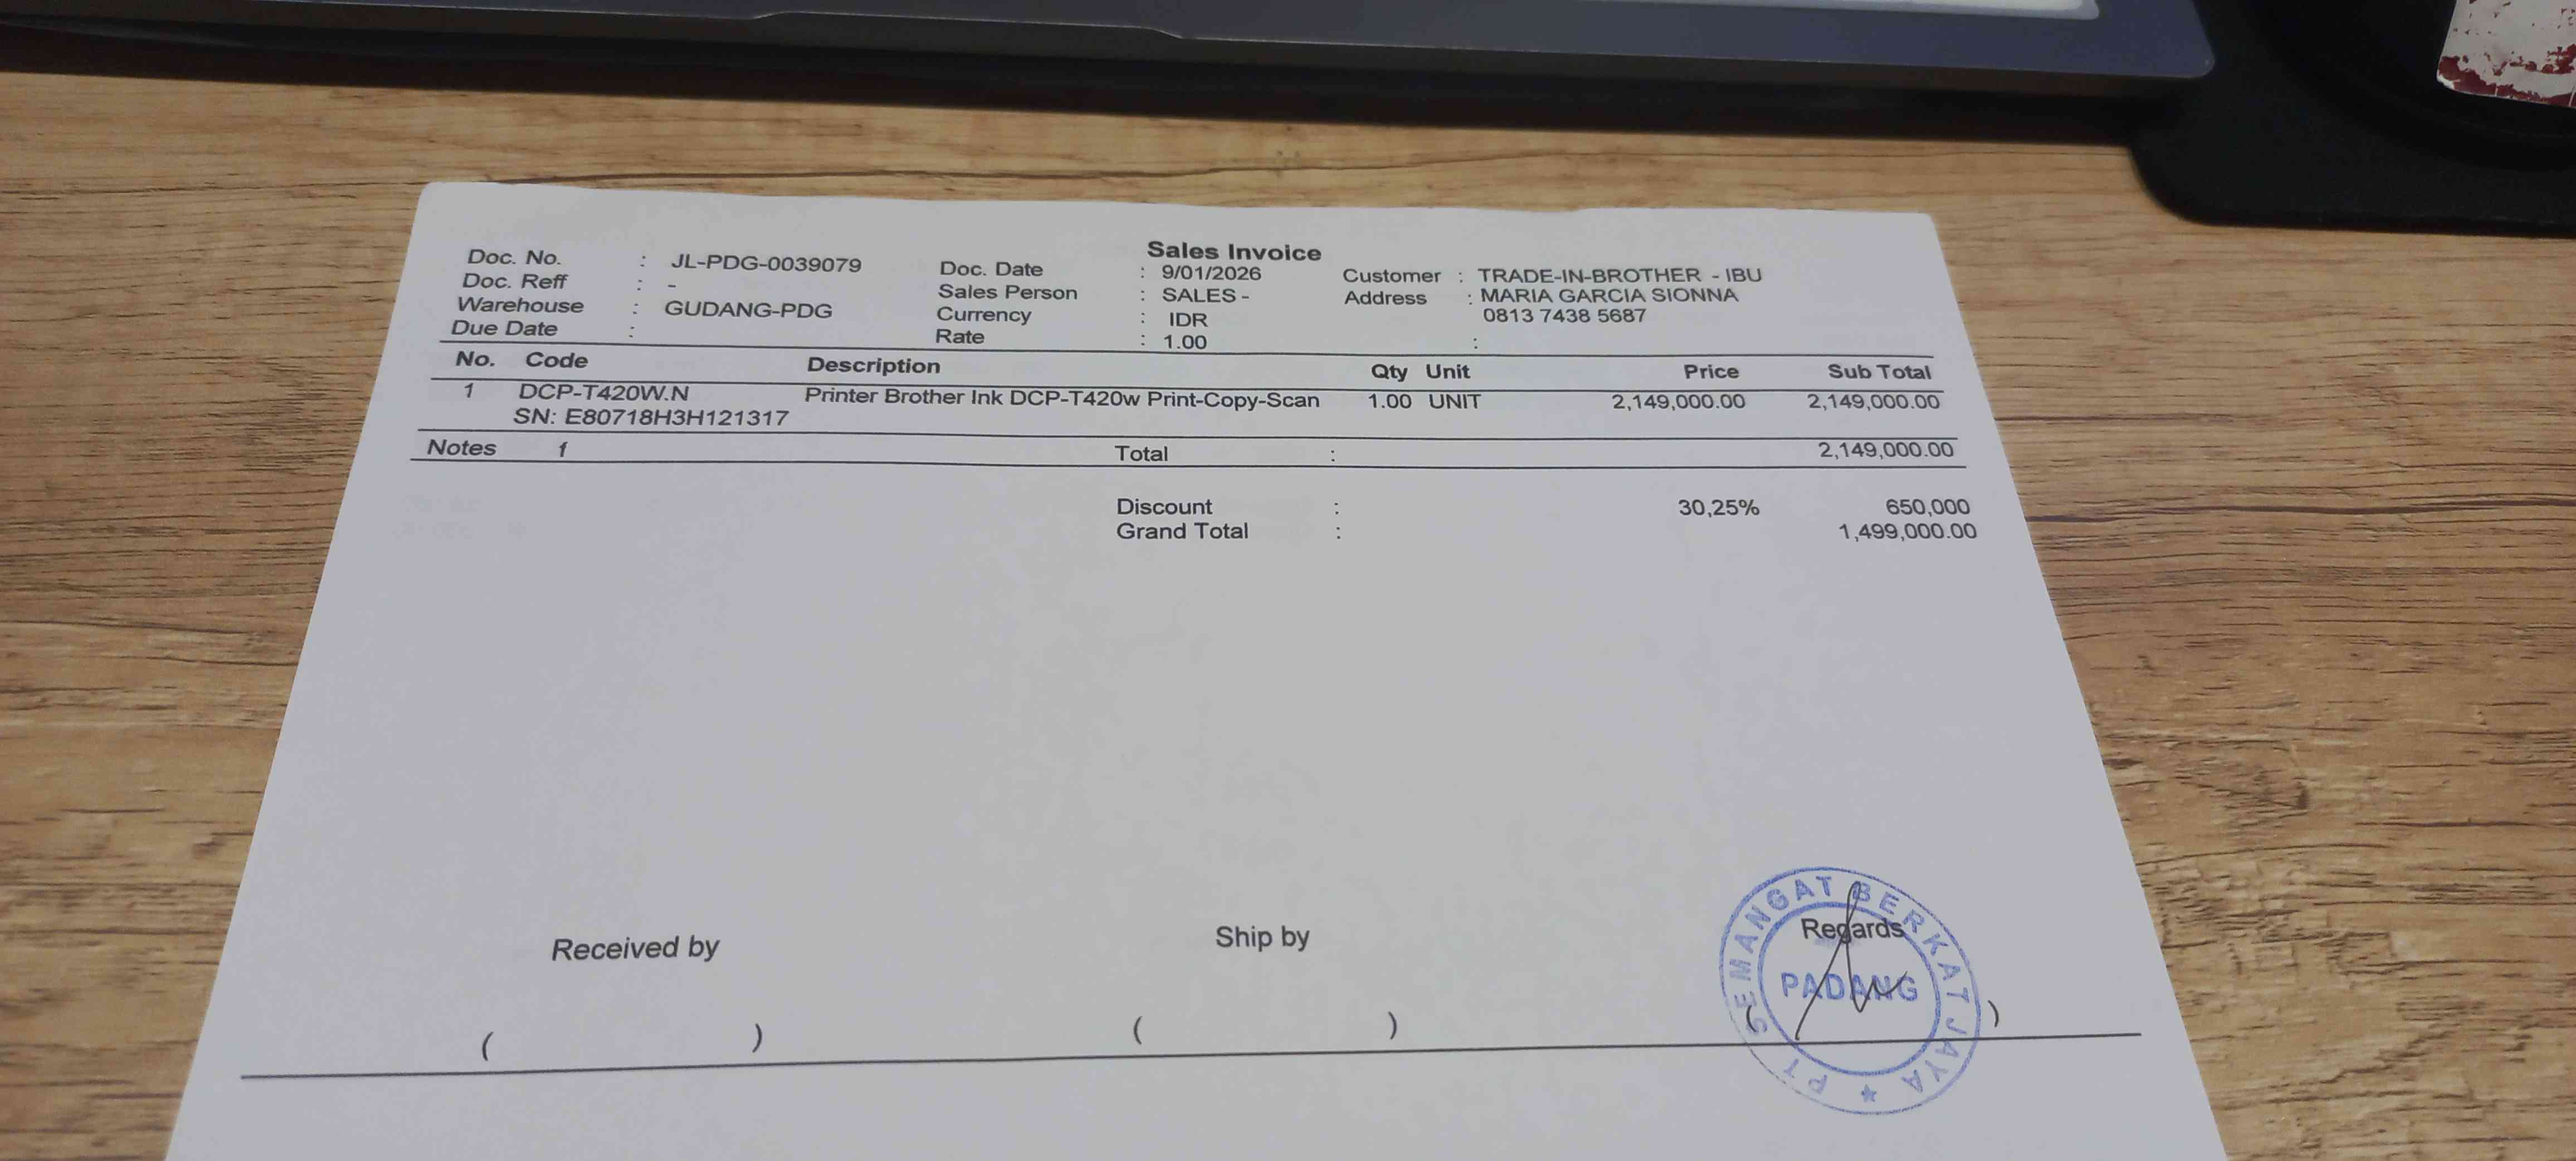 Sales Invoice
Doc. No. : JL-PDG-0039079 Doc. Date : 9/01/2026 Customer : TRADE-IN-BROTHER - IBU
Doc. Reff : - Sales Person : SALES - Address : MARIA GARCIA SIONNA
Warehouse : GUDANG-PDG Currency : IDR 0813 7438 5687
Due Date : Rate : 1.00 :
No. Code Description Qty Unit Price Sub Total
1 DCP-T420W.N Printer Brother Ink DCP-T420w Print-Copy-Scan 1.00 UNIT 2,149,000.00 2,149,000.00
SN: E80718H3H121317
Notes f Total : 2,149,000.00
Discount : 30,25% 650,000
Grand Total : 1,499,000.00
Received by Ship by Regards
( ) ( ) ( )
PT SEMANGAT BERKAT JAYA
PADANG